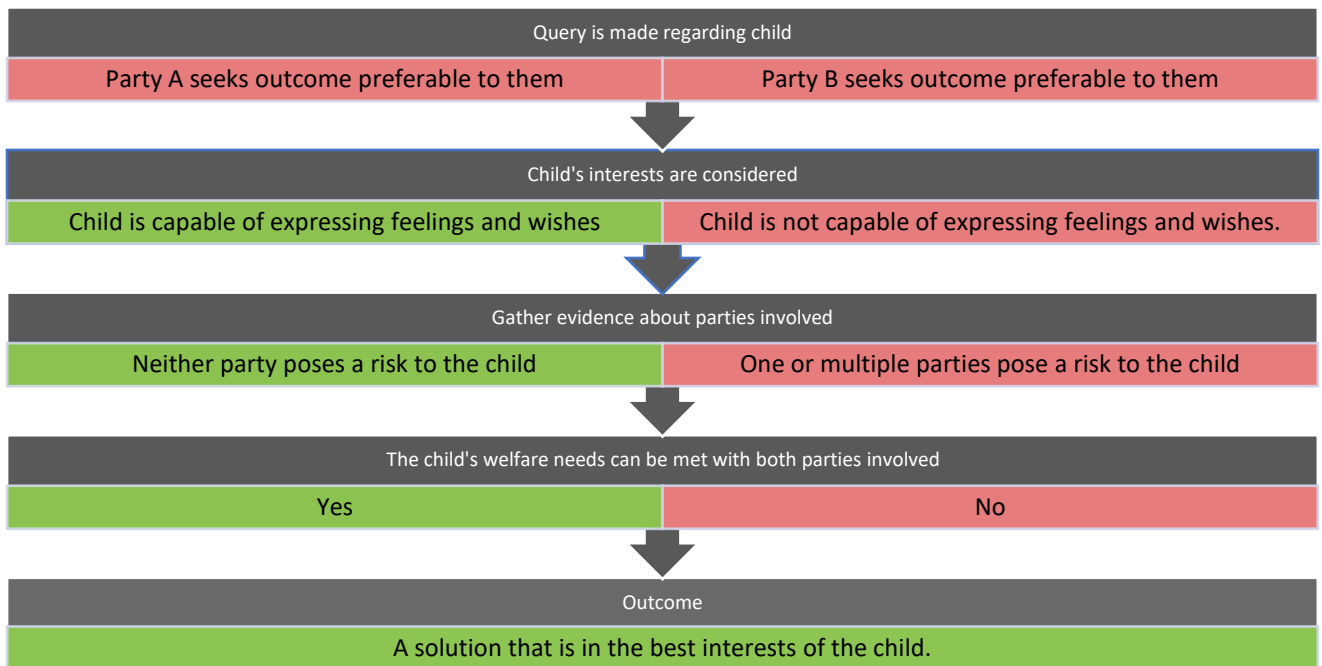 Query is made regarding child
Party A seeks outcome preferable to them
Party B seeks outcome preferable to them
Child's interests are considered
Child is capable of expressing feelings and wishes
Child is not capable of expressing feelings and wishes.
Gather evidence about parties involved
Neither party poses a risk to the child
One or multiple parties pose a risk to the child
The child's welfare needs can be met with both parties involved
Yes
No
Outcome
A solution that is in the best interests of the child.